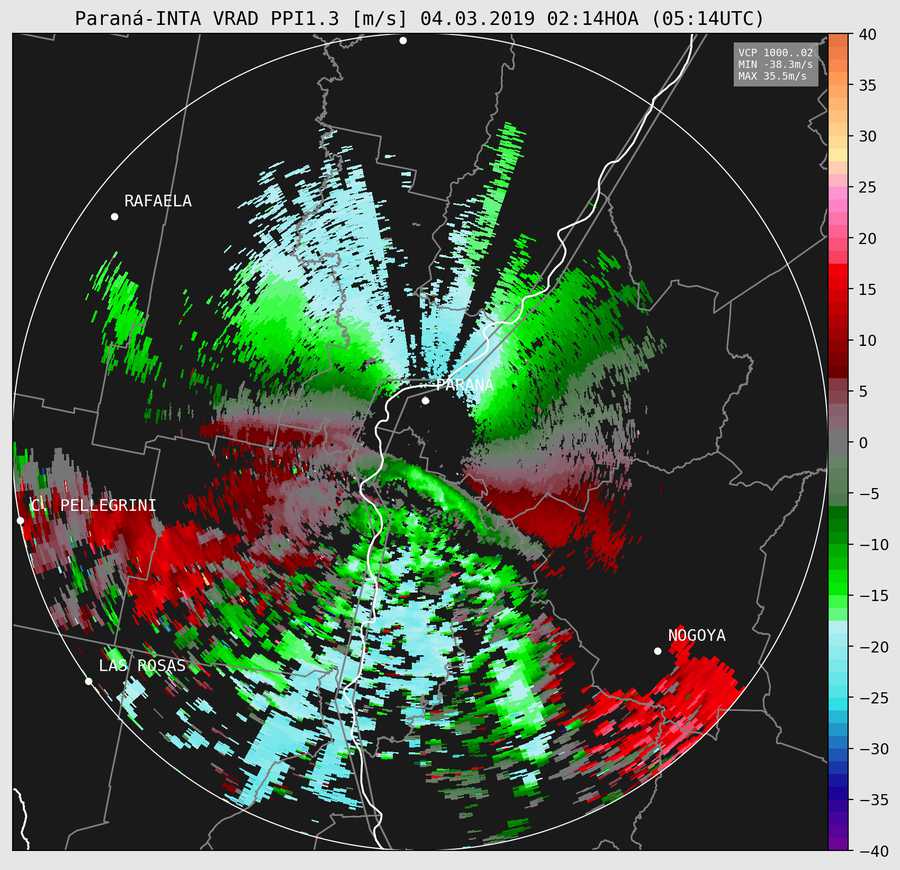 Paraná-INTA VRAD PPI1.3 [m/s] 04.03.2019 02:14HOA (05:14UTC)
VCP 1000..02
MIN -38.3m/s
MAX 35.5m/s
RAFAELA
PARANÁ
C. PELLEGRINI
LAS ROSAS
NOGOYA
40
35
30
25
20
15
10
5
0
−5
−10
−15
−20
−25
−30
−35
−40